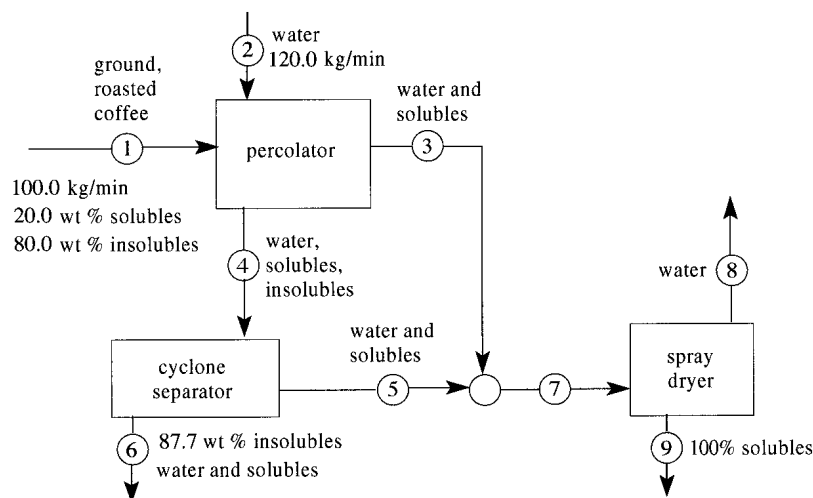 2
water
120.0 kg/min
ground,
roasted
coffee
water and
solubles
1
percolator
3
100.0 kg/min
20.0 wt % solubles
80.0 wt % insolubles
4
water,
solubles,
insolubles
water
8
water and
solubles
cyclone
separator
5
7
spray
dryer
6
87.7 wt % insolubles
water and solubles
9
100% solubles